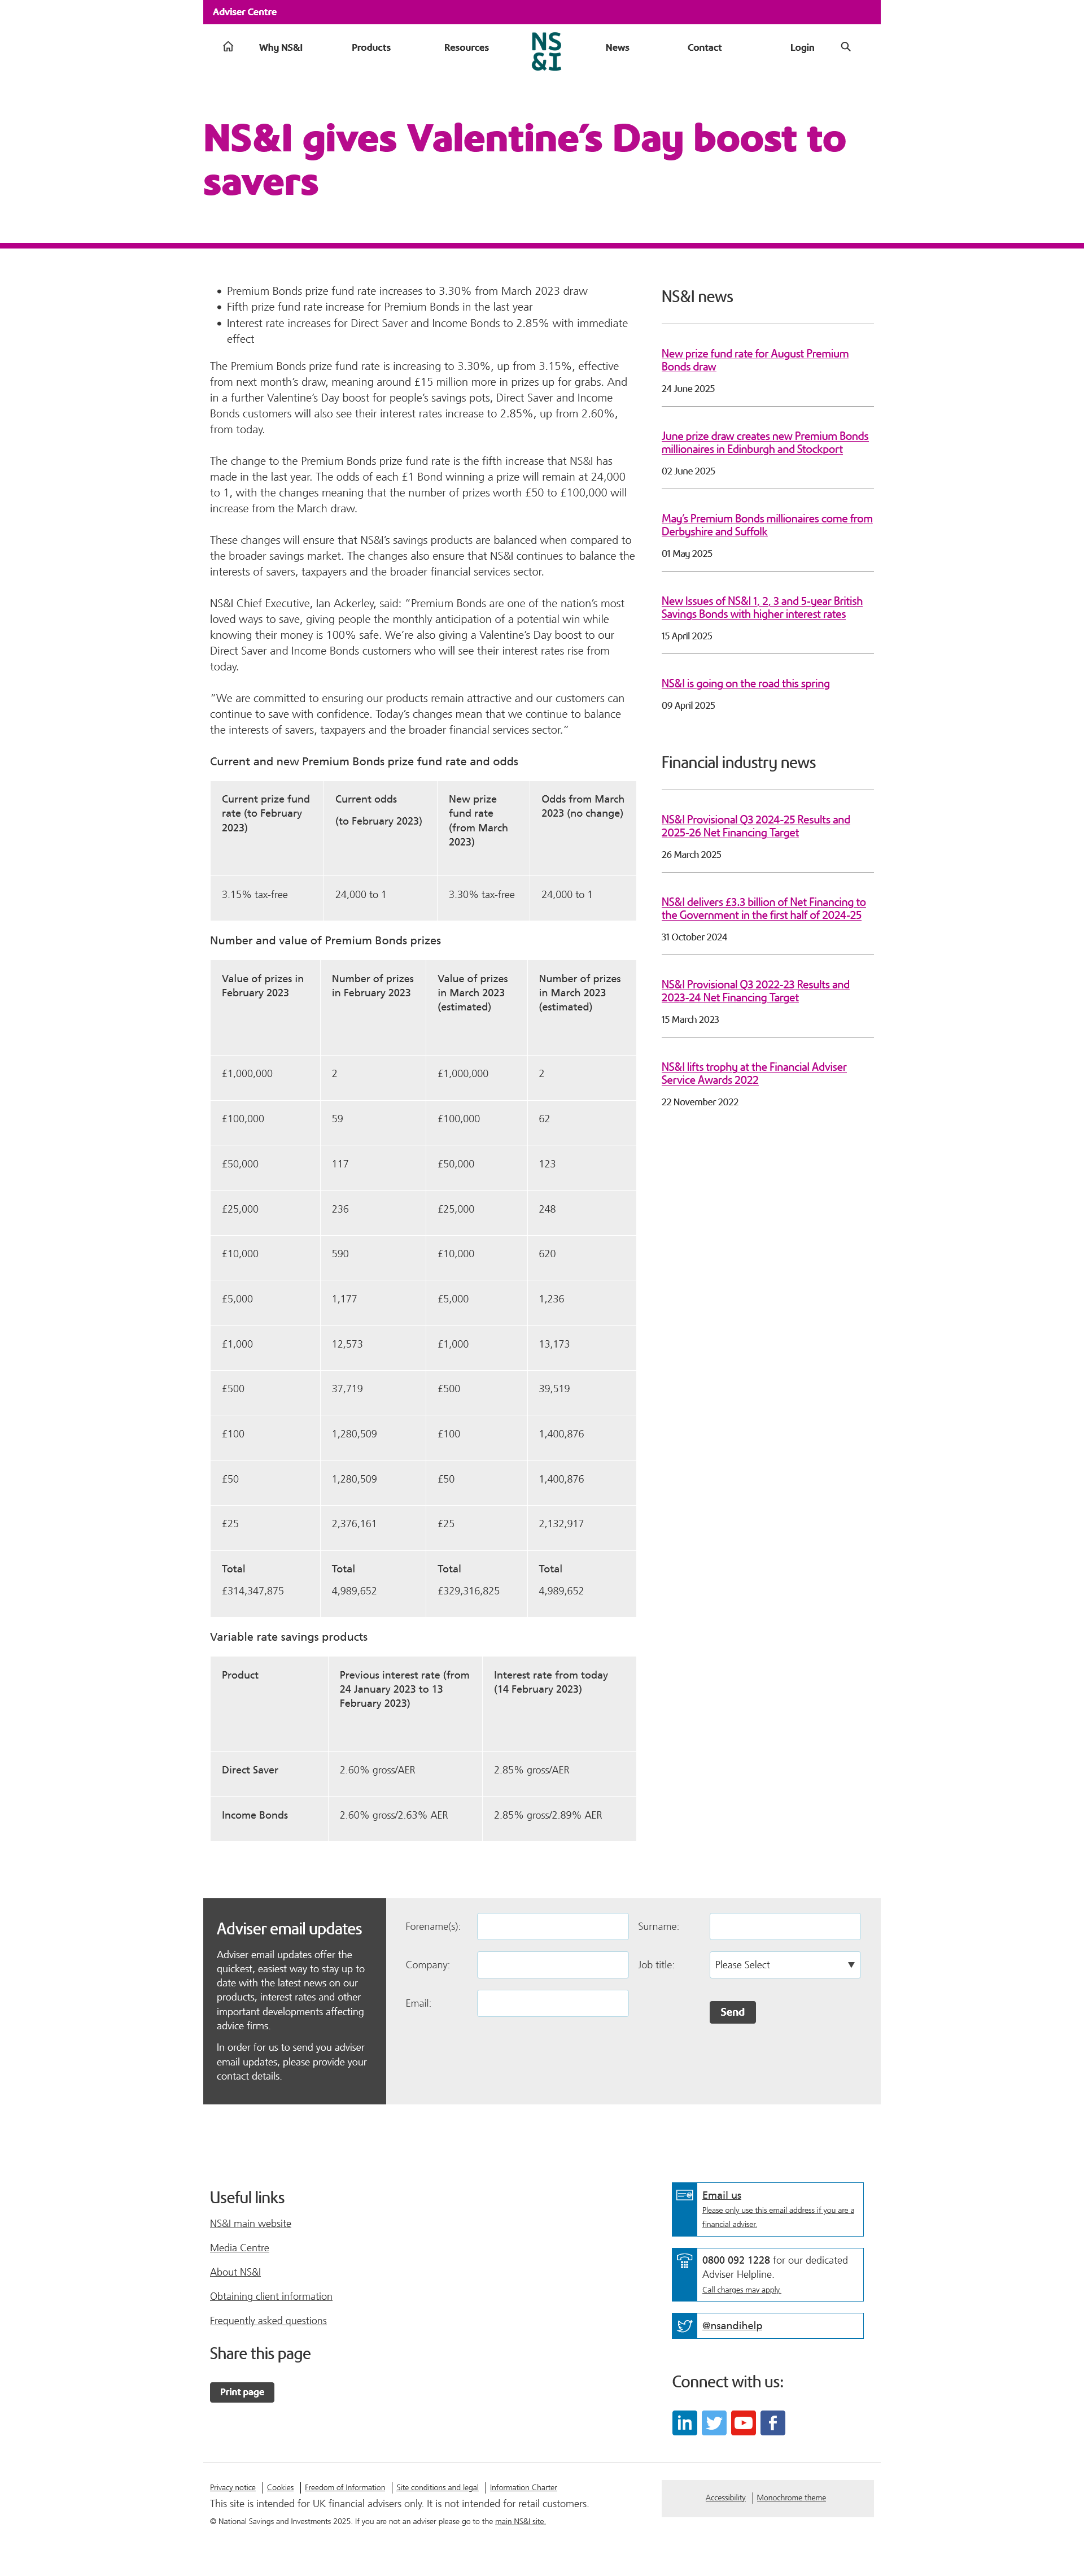 Adviser Centre
Why NS&I
Products
Resources
NS
&I
News
Contact
Login
NS&I gives Valentine's Day boost to
savers
• Premium Bonds prize fund rate increases to 3.30% from March 2023 draw
• Fifth prize fund rate increase for Premium Bonds in the last year
• Interest rate increases for Direct Saver and Income Bonds to 2.85% with immediate
effect
The Premium Bonds prize fund rate is increasing to 3.30%, up from 3.15%, effective
from next month's draw, meaning around £15 million more in prizes up for grabs. And
in a further Valentine's Day boost for people's savings pots, Direct Saver and Income
Bonds customers will also see their interest rates increase to 2.85%, up from 2.60%,
from today.
The change to the Premium Bonds prize fund rate is the fifth increase that NS&I has
made in the last year. The odds of each £1 Bond winning a prize will remain at 24,000
to 1, with the changes meaning that the number of prizes worth £50 to £100,000 will
increase from the March draw.
These changes will ensure that NS&I's savings products are balanced when compared to
the broader savings market. The changes also ensure that NS&I continues to balance the
interests of savers, taxpayers and the broader financial services sector.
NS&I Chief Executive, Ian Ackerley, said: "Premium Bonds are one of the nation's most
loved ways to save, giving people the monthly anticipation of a potential win while
knowing their money is 100% safe. We're also giving a Valentine's Day boost to our
Direct Saver and Income Bonds customers who will see their interest rates rise from
today.
"We are committed to ensuring our products remain attractive and our customers can
continue to save with confidence. Today's changes mean that we continue to balance
the interests of savers, taxpayers and the broader financial services sector."
Current and new Premium Bonds prize fund rate and odds
Current prize fund
rate (to February
2023)
Current odds
(to February 2023)
New prize
fund rate
(from March
2023)
Odds from March
2023 (no change)
3.15% tax-free
24,000 to 1
3.30% tax-free
24,000 to 1
Number and value of Premium Bonds prizes
Value of prizes in
February 2023
Number of prizes
in February 2023
Value of prizes
in March 2023
(estimated)
Number of prizes
in March 2023
(estimated)
£1,000,000
2
£1,000,000
2
£100,000
59
£100,000
62
£50,000
117
£50,000
123
£25,000
236
£25,000
248
£10,000
590
£10,000
620
£5,000
1,177
£5,000
1,236
£1,000
12,573
£1,000
13,173
£500
37,719
£500
39,519
£100
1,280,509
£100
1,400,876
£50
1,280,509
£50
1,400,876
£25
2,376,161
£25
2,132,917
Total
£314,347,875
Total
4,989,652
Total
£329,316,825
Total
4,989,652
Variable rate savings products
Product
Previous interest rate (from
24 January 2023 to 13
February 2023)
Interest rate from today
(14 February 2023)
Direct Saver
2.60% gross/AER
2.85% gross/AER
Income Bonds
2.60% gross/2.63% AER
2.85% gross/2.89% AER
NS&I news
New prize fund rate for August Premium
Bonds draw
24 June 2025
June prize draw creates new Premium Bonds
millionaires in Edinburgh and Stockport
02 June 2025
May's Premium Bonds millionaires come from
Derbyshire and Suffolk
01 May 2025
New Issues of NS&I 1, 2, 3 and 5-year British
Savings Bonds with higher interest rates
15 April 2025
NS&I is going on the road this spring
09 April 2025
Financial industry news
NS&I Provisional Q3 2024-25 Results and
2025-26 Net Financing Target
26 March 2025
NS&I delivers £3.3 billion of Net Financing to
the Government in the first half of 2024-25
31 October 2024
NS&I Provisional Q3 2022-23 Results and
2023-24 Net Financing Target
15 March 2023
NS&I lifts trophy at the Financial Adviser
Service Awards 2022
22 November 2022
Adviser email updates
Adviser email updates offer the
quickest, easiest way to stay up to
date with the latest news on our
products, interest rates and other
important developments affecting
advice firms.
In order for us to send you adviser
email updates, please provide your
contact details.
Forename(s):
Surname:
Company:
Job title:
Please Select
Email:
Send
Useful links
NS&I main website
Media Centre
About NS&I
Obtaining client information
Frequently asked questions
Share this page
Print page
Email us
Please only use this email address if you are a
financial adviser.
0800 092 1228 for our dedicated
Adviser Helpline.
Call charges may apply.
@nsandihelp
Connect with us:
Privacy notice
Cookies
Freedom of Information
Site conditions and legal
Information Charter
This site is intended for UK financial advisers only. It is not intended for retail customers.
© National Savings and Investments 2025. If you are not an adviser please go to the main NS&I site.
Accessibility
Monochrome theme